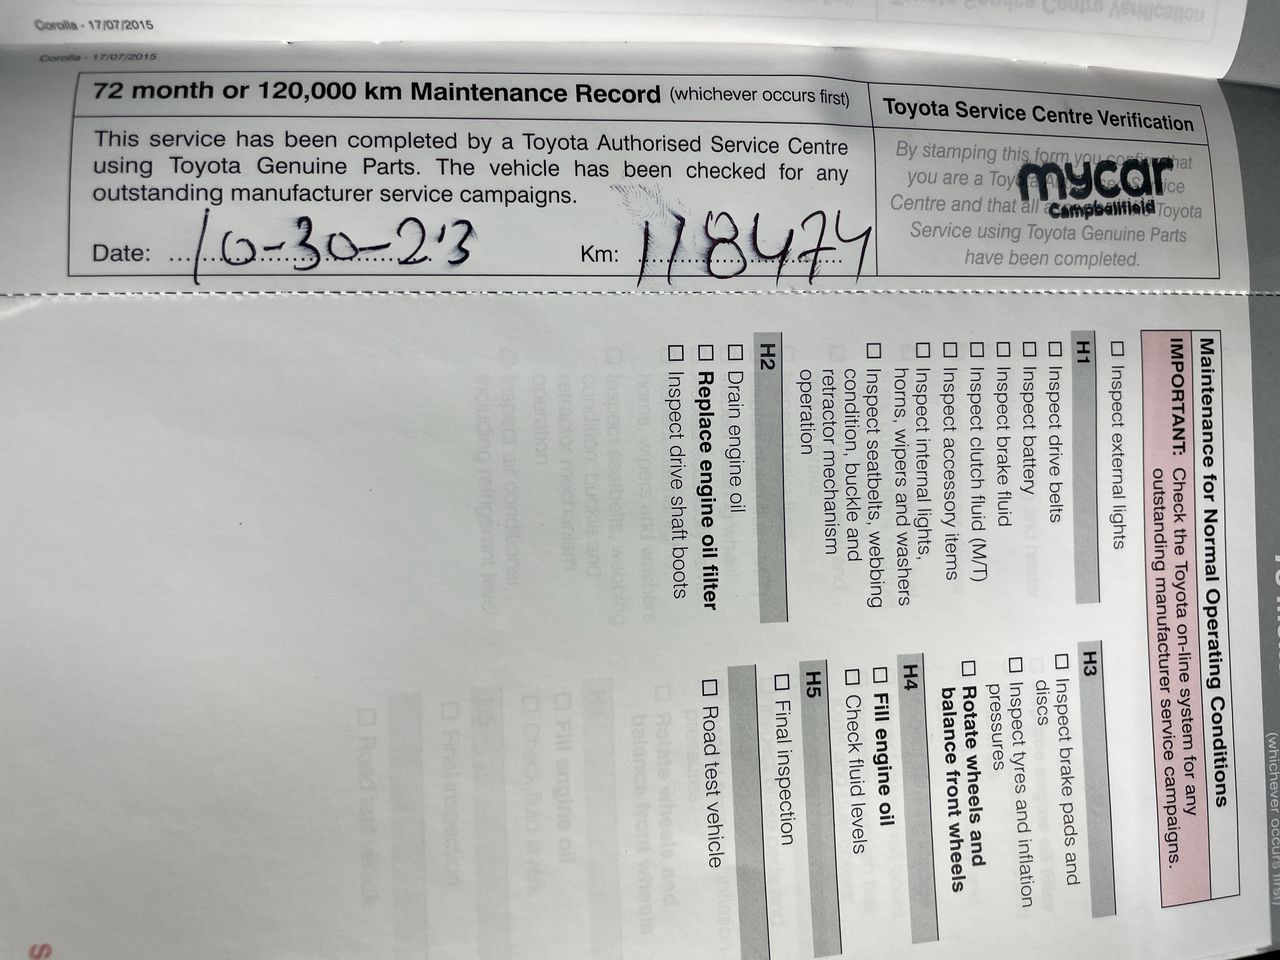 Corolla - 17/07/2015
Corolla - 17/07/2015
72 month or 120,000 km Maintenance Record (whichever occurs first)
This service has been completed by a Toyota Authorised Service Centre
using Toyota Genuine Parts. The vehicle has been checked for any
outstanding manufacturer service campaigns.
Date: 10-30-23 Km: 118474
Toyota Service Centre Verification
By stamping this form you confirm that
you are a Toyota Service
Centre and that all Toyota
Service using Toyota Genuine Parts
have been completed.
mycar
Campbellfield
Maintenance for Normal Operating Conditions
IMPORTANT: Check the Toyota on-line system for any
outstanding manufacturer service campaigns.
☐ Inspect external lights
H1
☐ Inspect drive belts
☐ Inspect battery
☐ Inspect brake fluid
☐ Inspect clutch fluid (M/T)
☐ Inspect accessory items
☐ Inspect internal lights,
horns, wipers and washers
☐ Inspect seatbelts, webbing
condition, buckle and
retractor mechanism
operation
H2
☐ Drain engine oil
☐ Replace engine oil filter
☐ Inspect drive shaft boots
H3
☐ Inspect brake pads and
discs
☐ Inspect tyres and inflation
pressures
☐ Rotate wheels and
balance front wheels
H4
☐ Fill engine oil
☐ Check fluid levels
H5
☐ Final inspection
☐ Road test vehicle
(whichever occurs first)
S